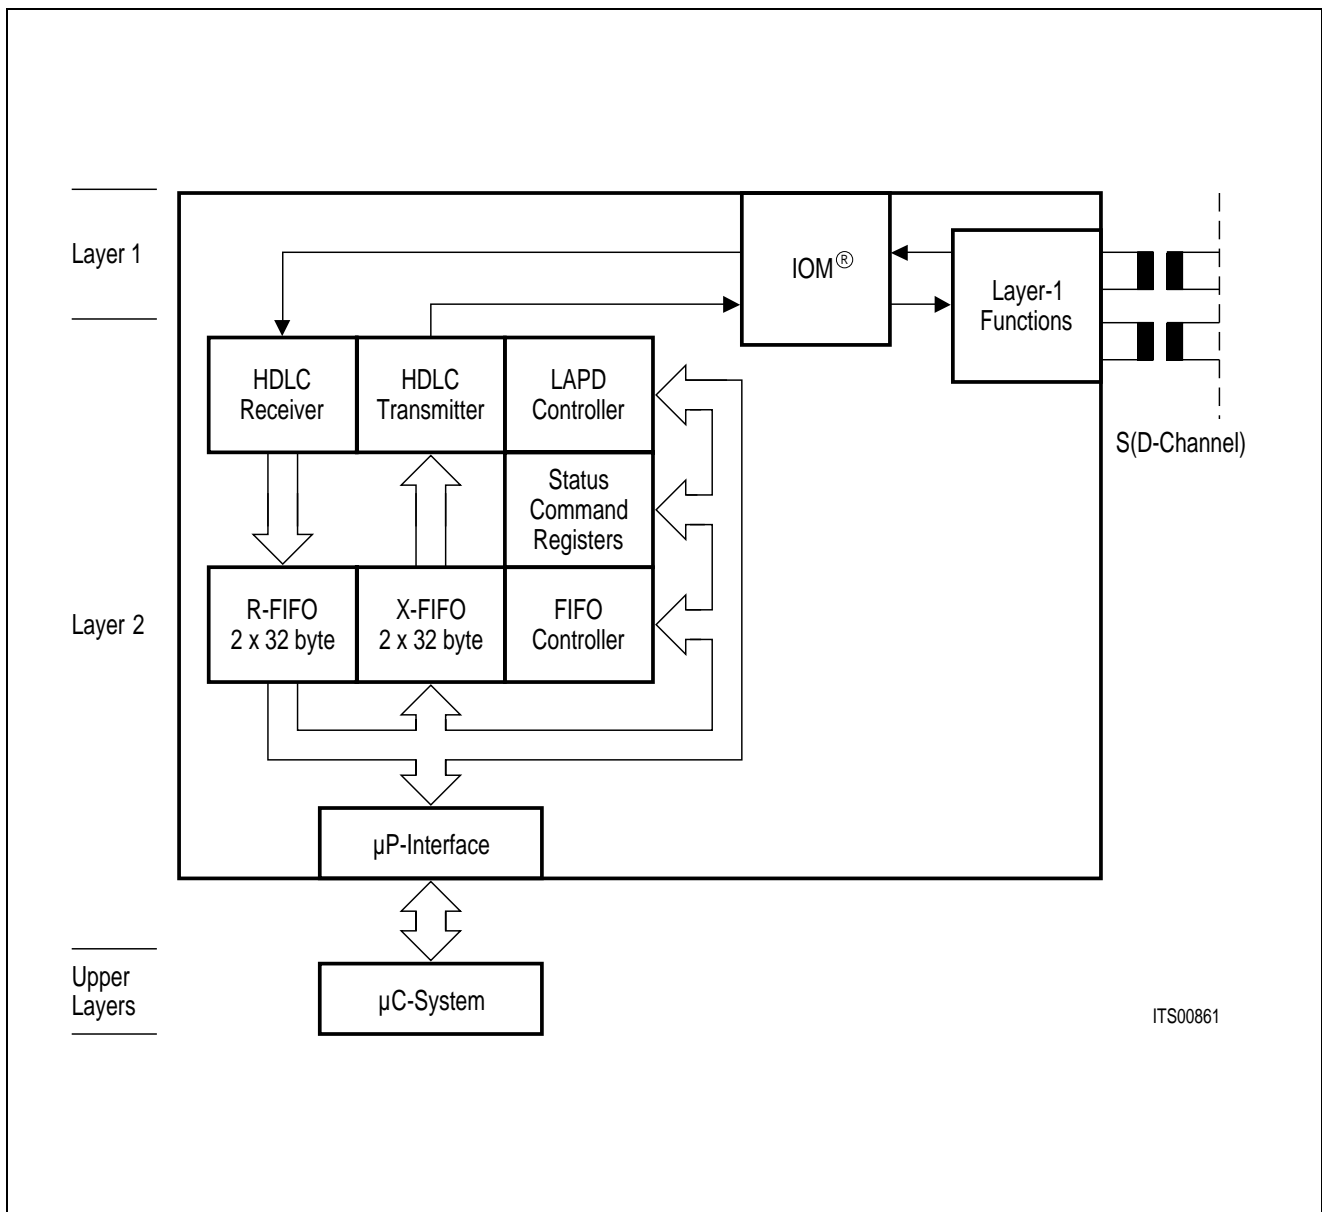 Layer 1
IOM®
Layer-1
Functions
HDLC
Receiver
HDLC
Transmitter
LAPD
Controller
S(D-Channel)
Status
Command
Registers
Layer 2
R-FIFO
2 x 32 byte
X-FIFO
2 x 32 byte
FIFO
Controller
µP-Interface
Upper
Layers
µC-System
ITS00861